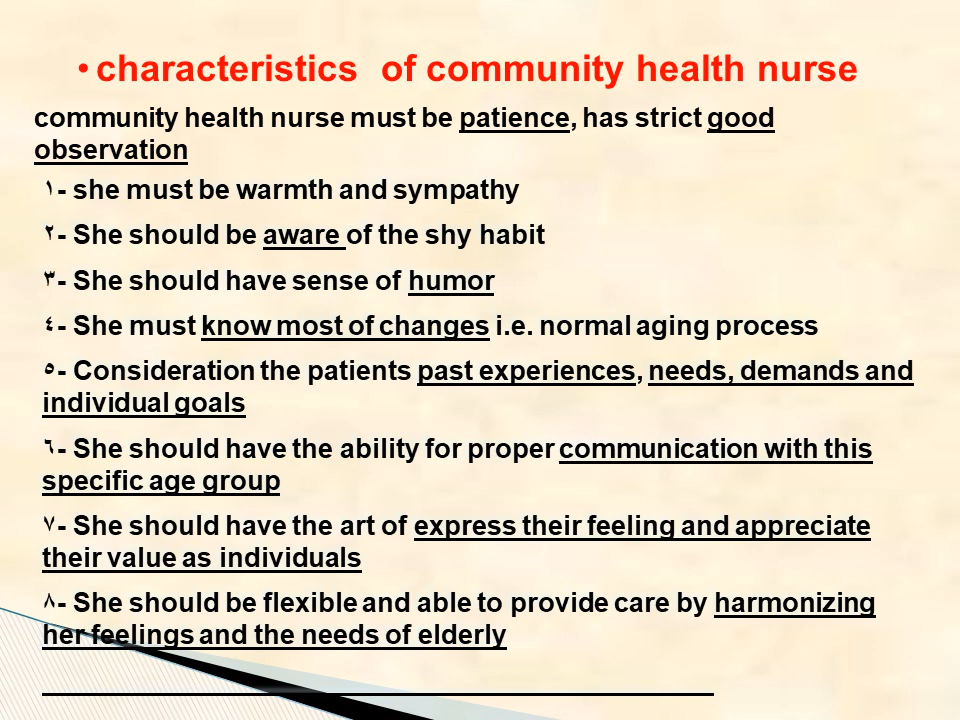 • characteristics  of community health nurse
community health nurse must be patience, has strict good
observation
١- she must be warmth and sympathy
٢- She should be aware of the shy habit
٣- She should have sense of humor
٤- She must know most of changes i.e. normal aging process
٥- Consideration the patients past experiences, needs, demands and
individual goals
٦- She should have the ability for proper communication with this
specific age group
٧- She should have the art of express their feeling and appreciate
their value as individuals
٨- She should be flexible and able to provide care by harmonizing
her feelings and the needs of elderly